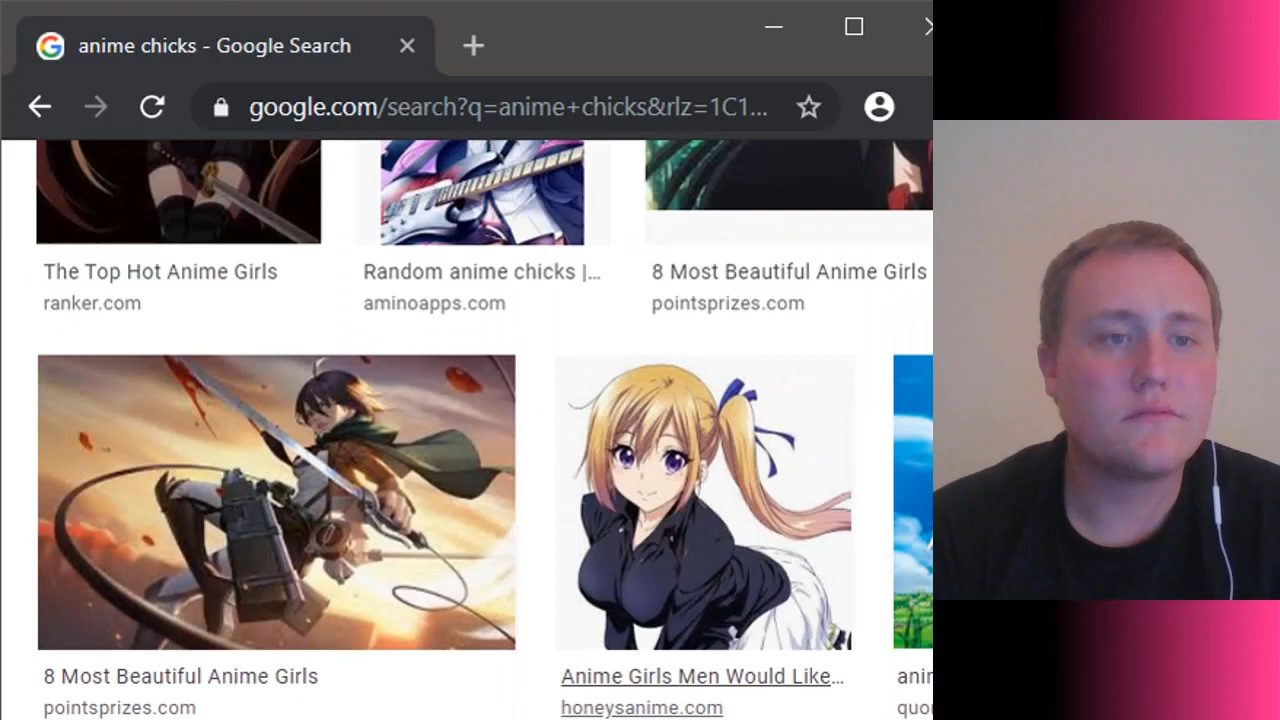 anime chicks - Google Search
google.com/search?q=anime+chicks&rlz=1C1...
The Top Hot Anime Girls
ranker.com
Random anime chicks |...
aminoapps.com
8 Most Beautiful Anime Girls
pointsprizes.com
8 Most Beautiful Anime Girls
pointsprizes.com
Anime Girls Men Would Like...
honeysanime.com
anim
quor